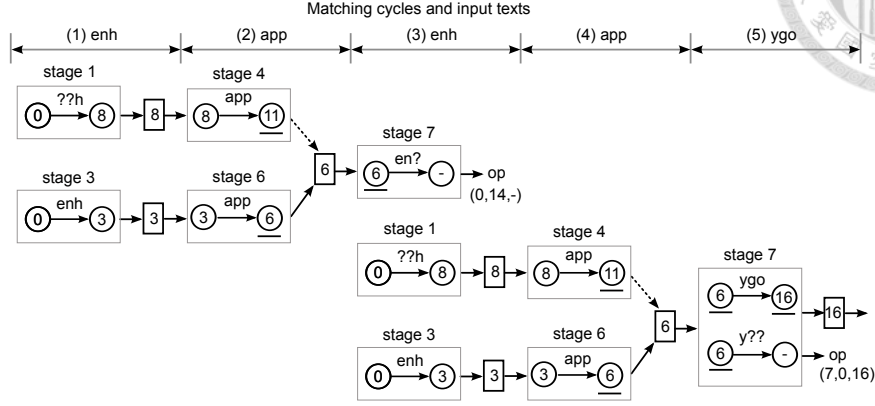 Matching cycles and input texts
(1) enh (2) app (3) enh (4) app (5) ygo
stage 1 stage 4
??h app
0 8 8 8 11
stage 7
en?
6 6 - op
(0,14,-)
stage 3 stage 6
enh app
0 3 3 3 6
stage 1 stage 4
??h app
0 8 8 8 11
stage 7
ygo
6 16 16
6
y??
6 - op
(7,0,16)
stage 3 stage 6
enh app
0 3 3 3 6